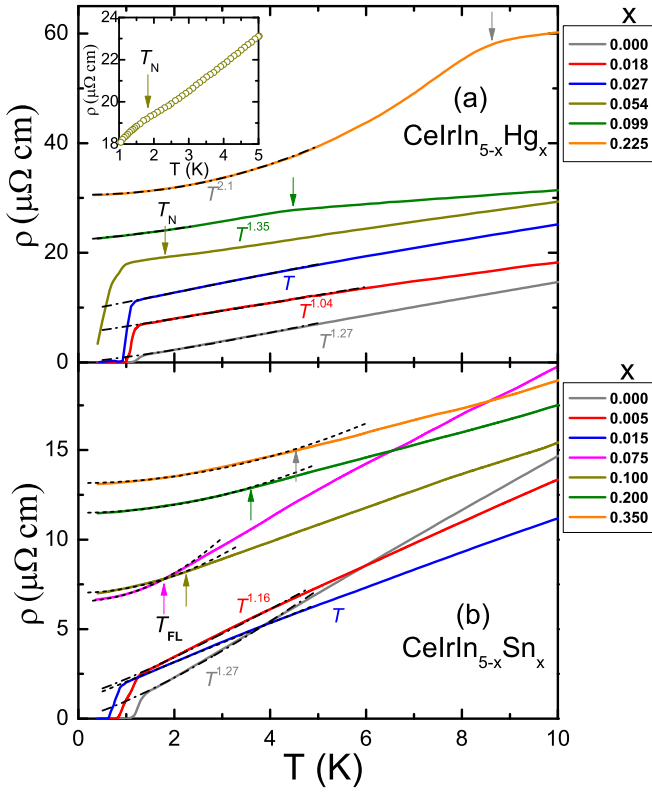 x
0.000
0.018
0.027
0.054
0.099
0.225
24
22
20
18
ρ (μΩ cm)
T_N
1 2 3 4 5
T (K)
(a)
CeIrIn_{5-x}Hg_x
60
40
20
0
ρ (μΩ cm)
T^{2.1}
T_N
T^{1.35}
T
T^{1.04}
T^{1.27}
x
0.000
0.005
0.015
0.075
0.100
0.200
0.350
15
10
5
0
ρ (μΩ cm)
T_{FL}
T^{1.16}
T
T^{1.27}
(b)
CeIrIn_{5-x}Sn_x
0 2 4 6 8 10
T (K)